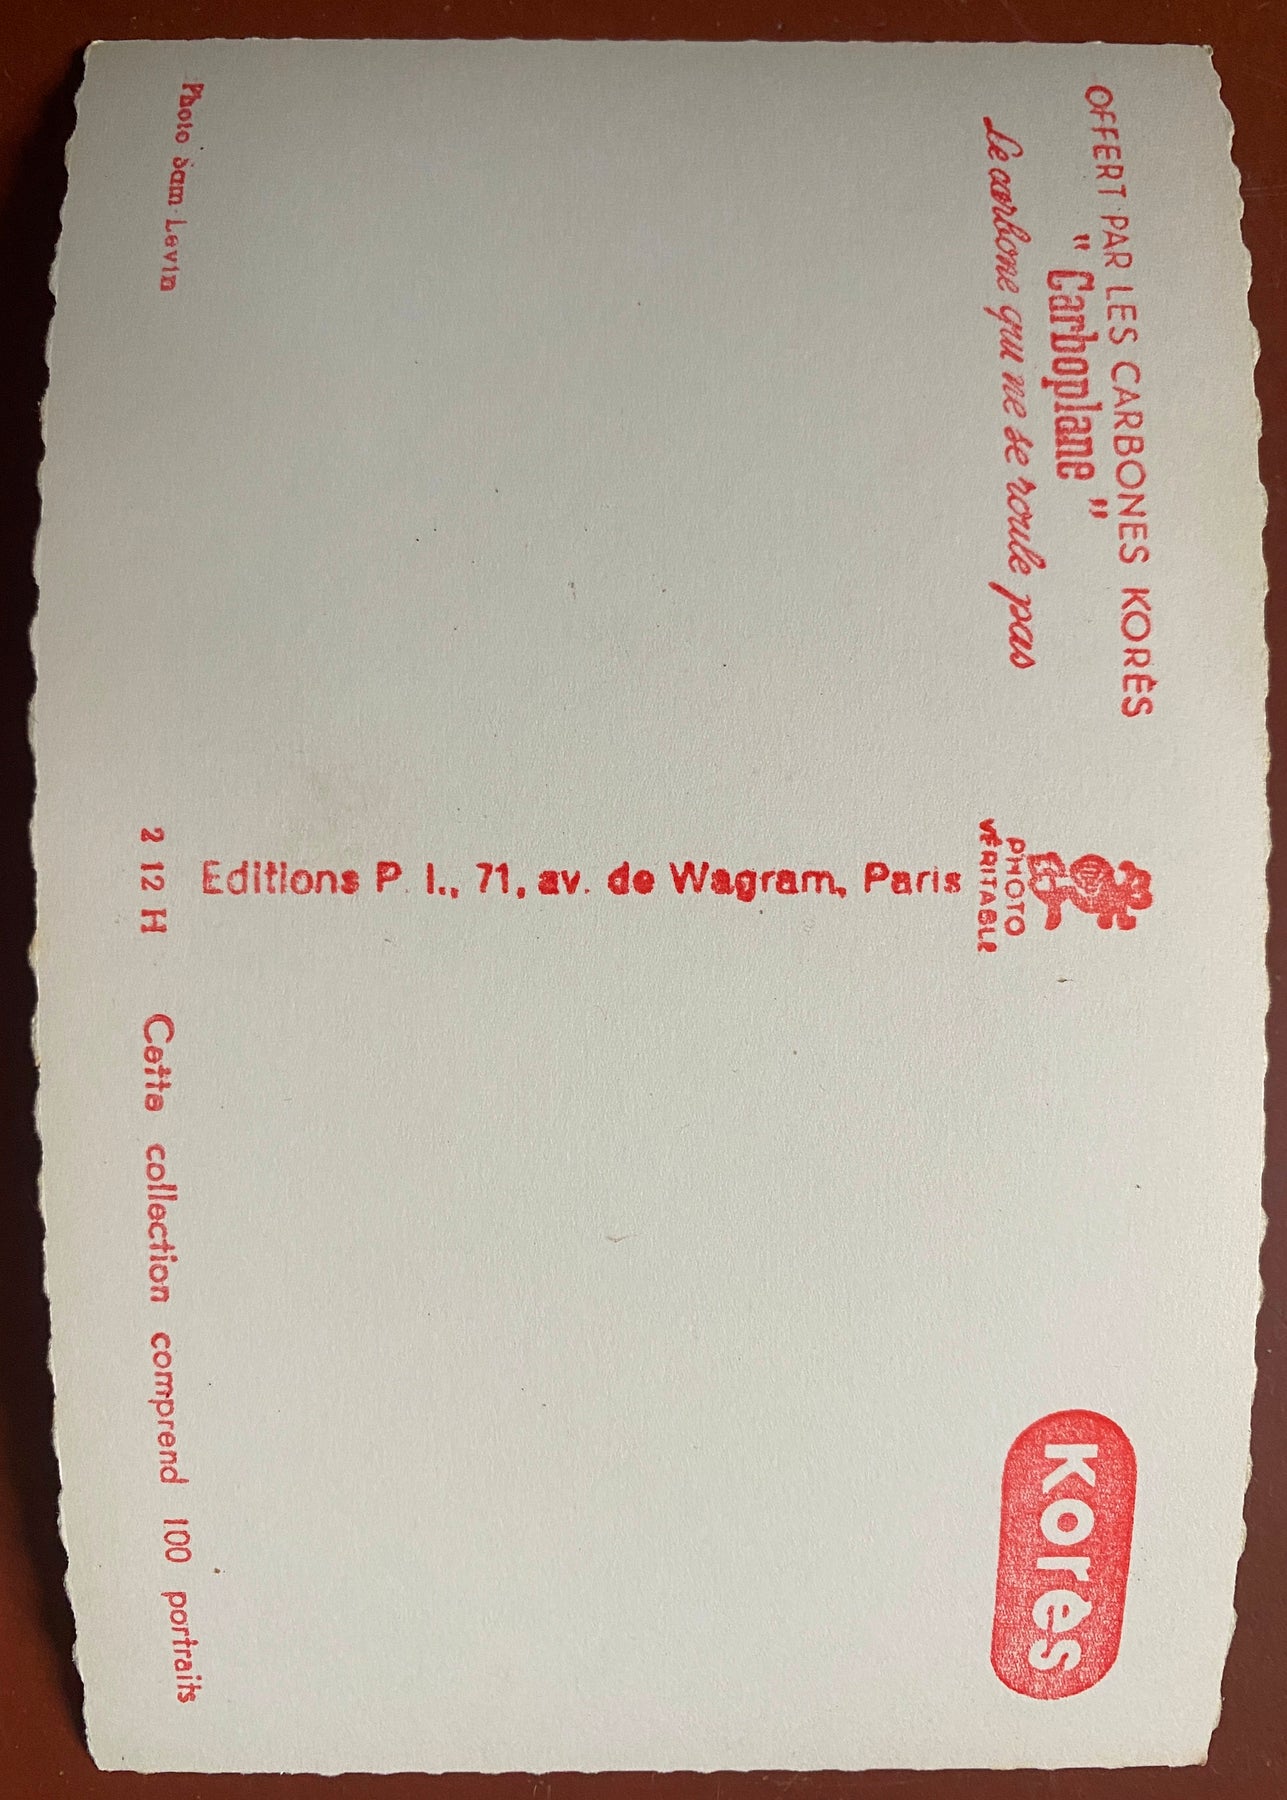 OFFERT PAR LES CARBONES KORÈS
" Carboplane "
Le carbone qui ne se roule pas
PHOTO
VÉRITABLE
Korès
Editions P. I., 71, av. de Wagram, Paris
Photo Sam Levin
2 12 H Cette collection comprend 100 portraits